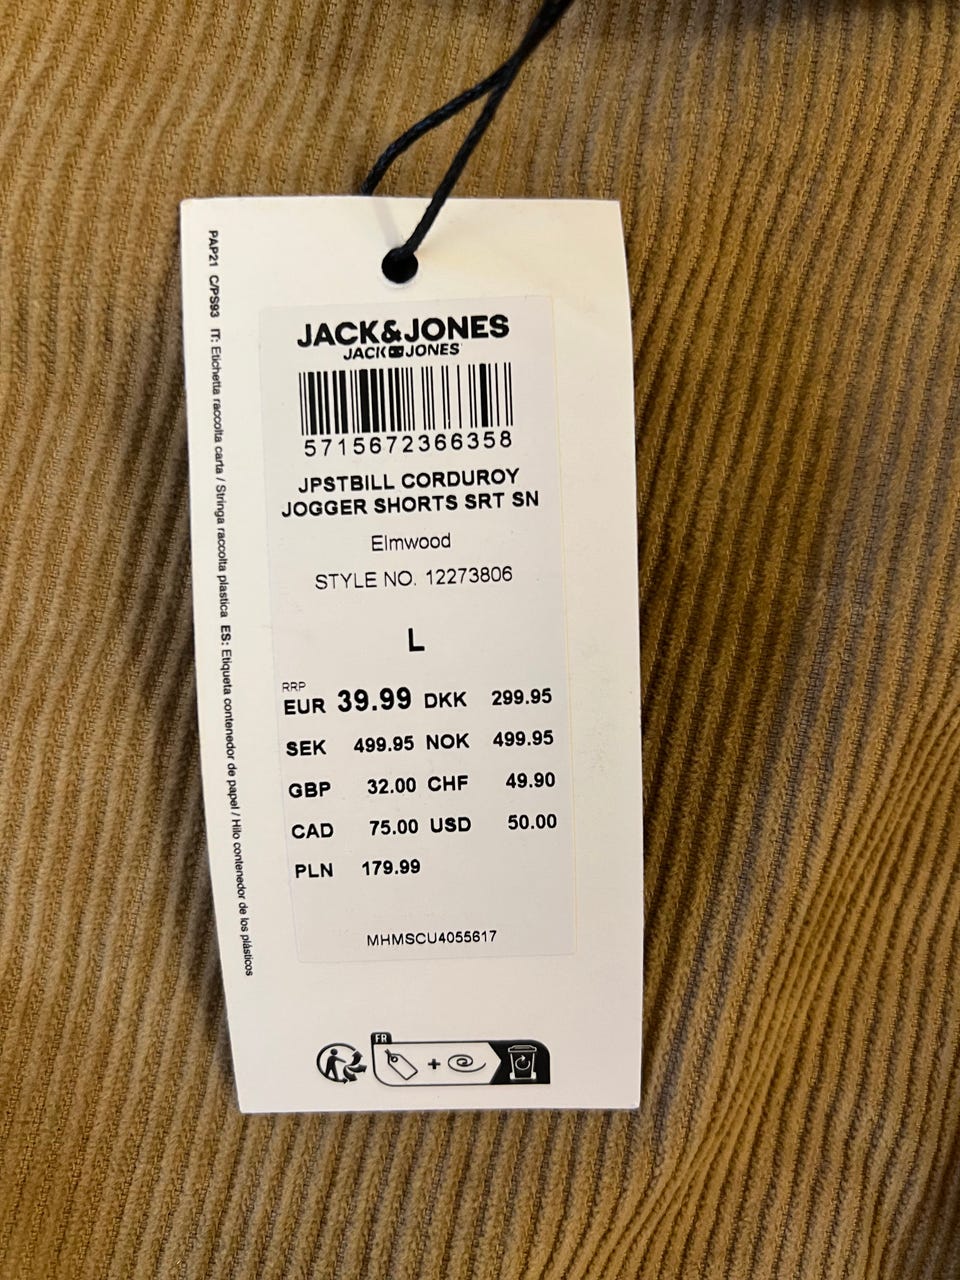 PAP21 C/PS93 IT: Etichetta raccolta carta / Stringa raccolta plastica ES: Etiqueta contenedor de papel / Hilo contenedor de los plásticos
JACK&JONES
JACK JONES
5715672366358
JPSTBILL CORDUROY
JOGGER SHORTS SRT SN
Elmwood
STYLE NO. 12273806
L
RRP
EUR 39.99 DKK 299.95
SEK 499.95 NOK 499.95
GBP 32.00 CHF 49.90
CAD 75.00 USD 50.00
PLN 179.99
MHMSCU4055617
FR
+